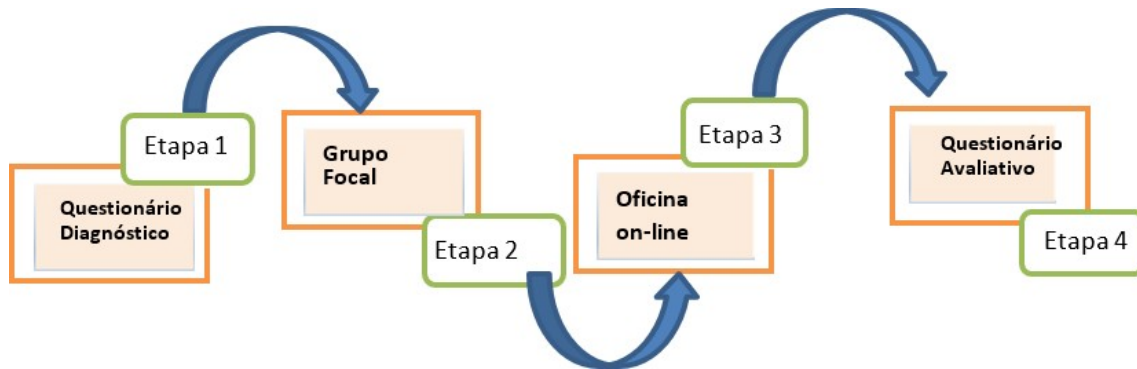 Etapa 1
Questionário
Diagnóstico
Grupo
Focal
Etapa 2
Etapa 3
Oficina
on-line
Questionário
Avaliativo
Etapa 4